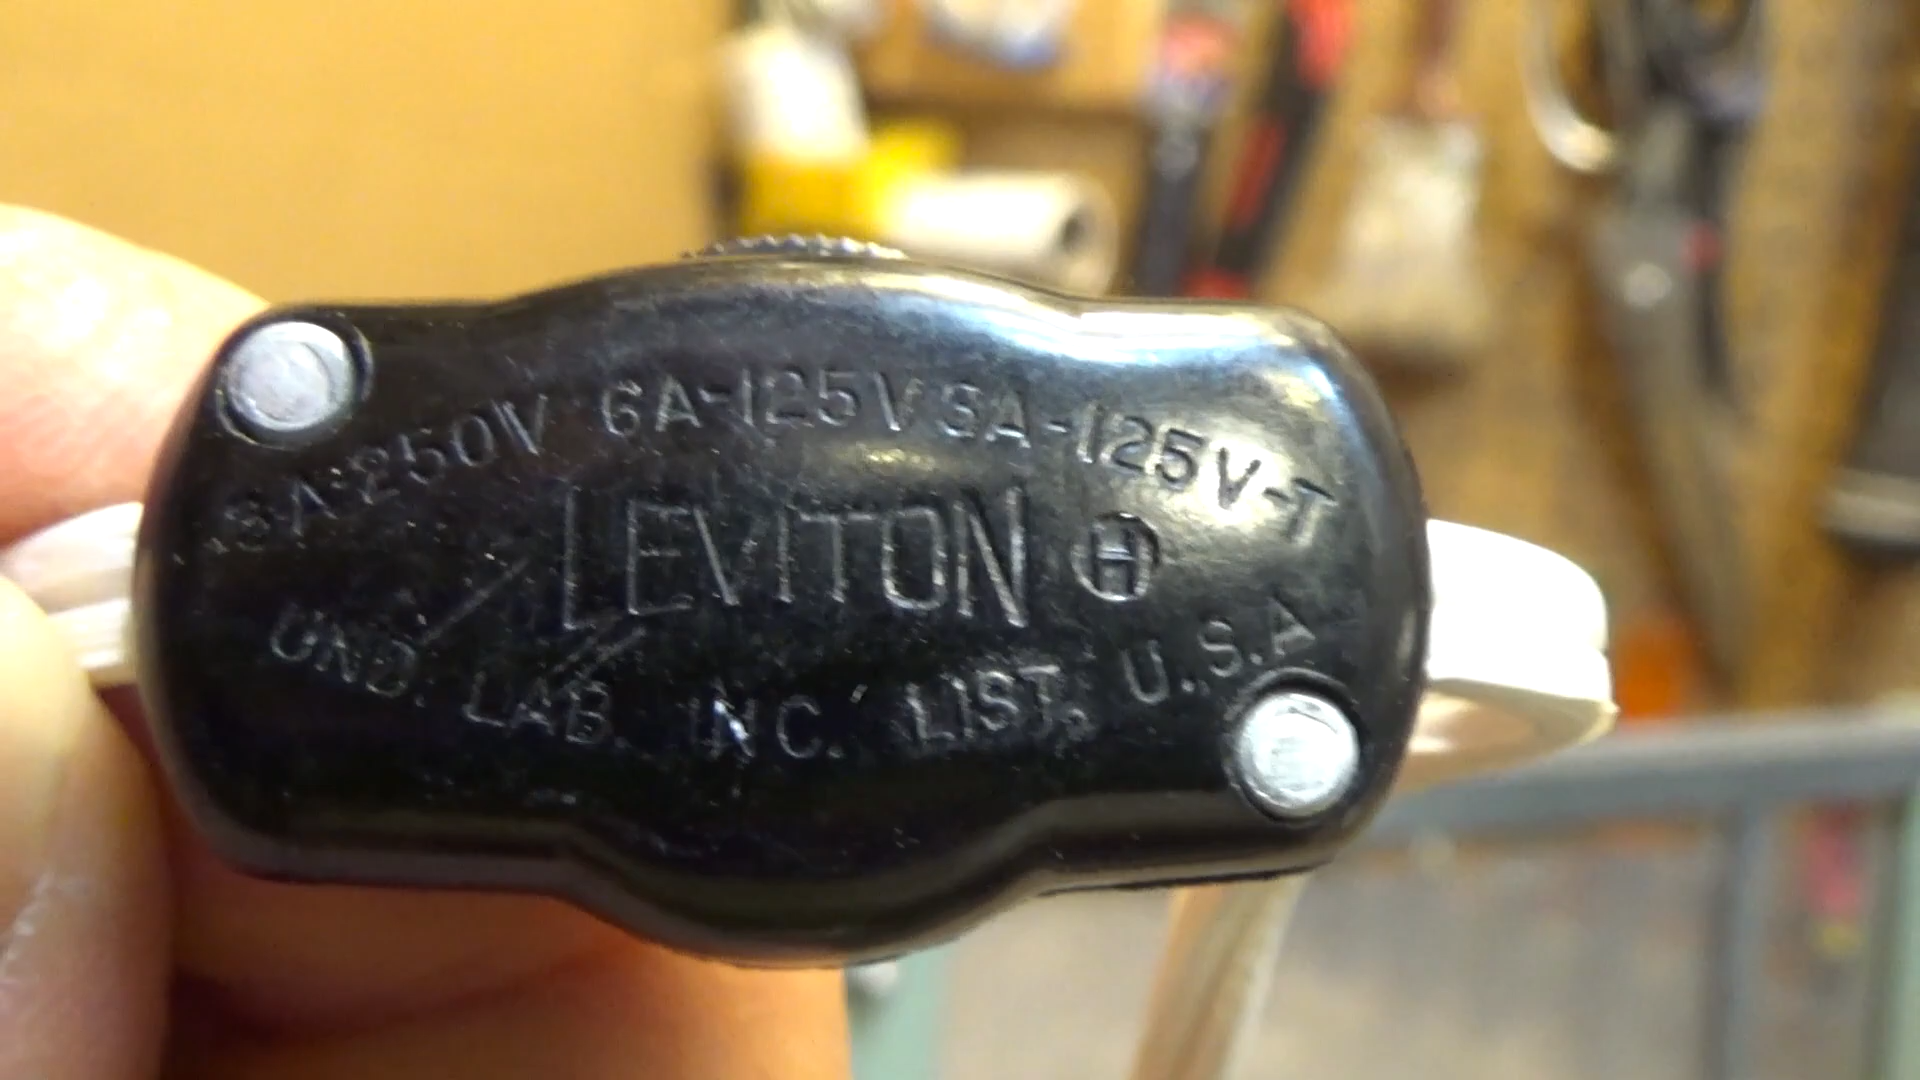 3A-250V 6A-125V 3A-125V-T
LEVITON H
UND. LAB. INC. LIST. U.S.A